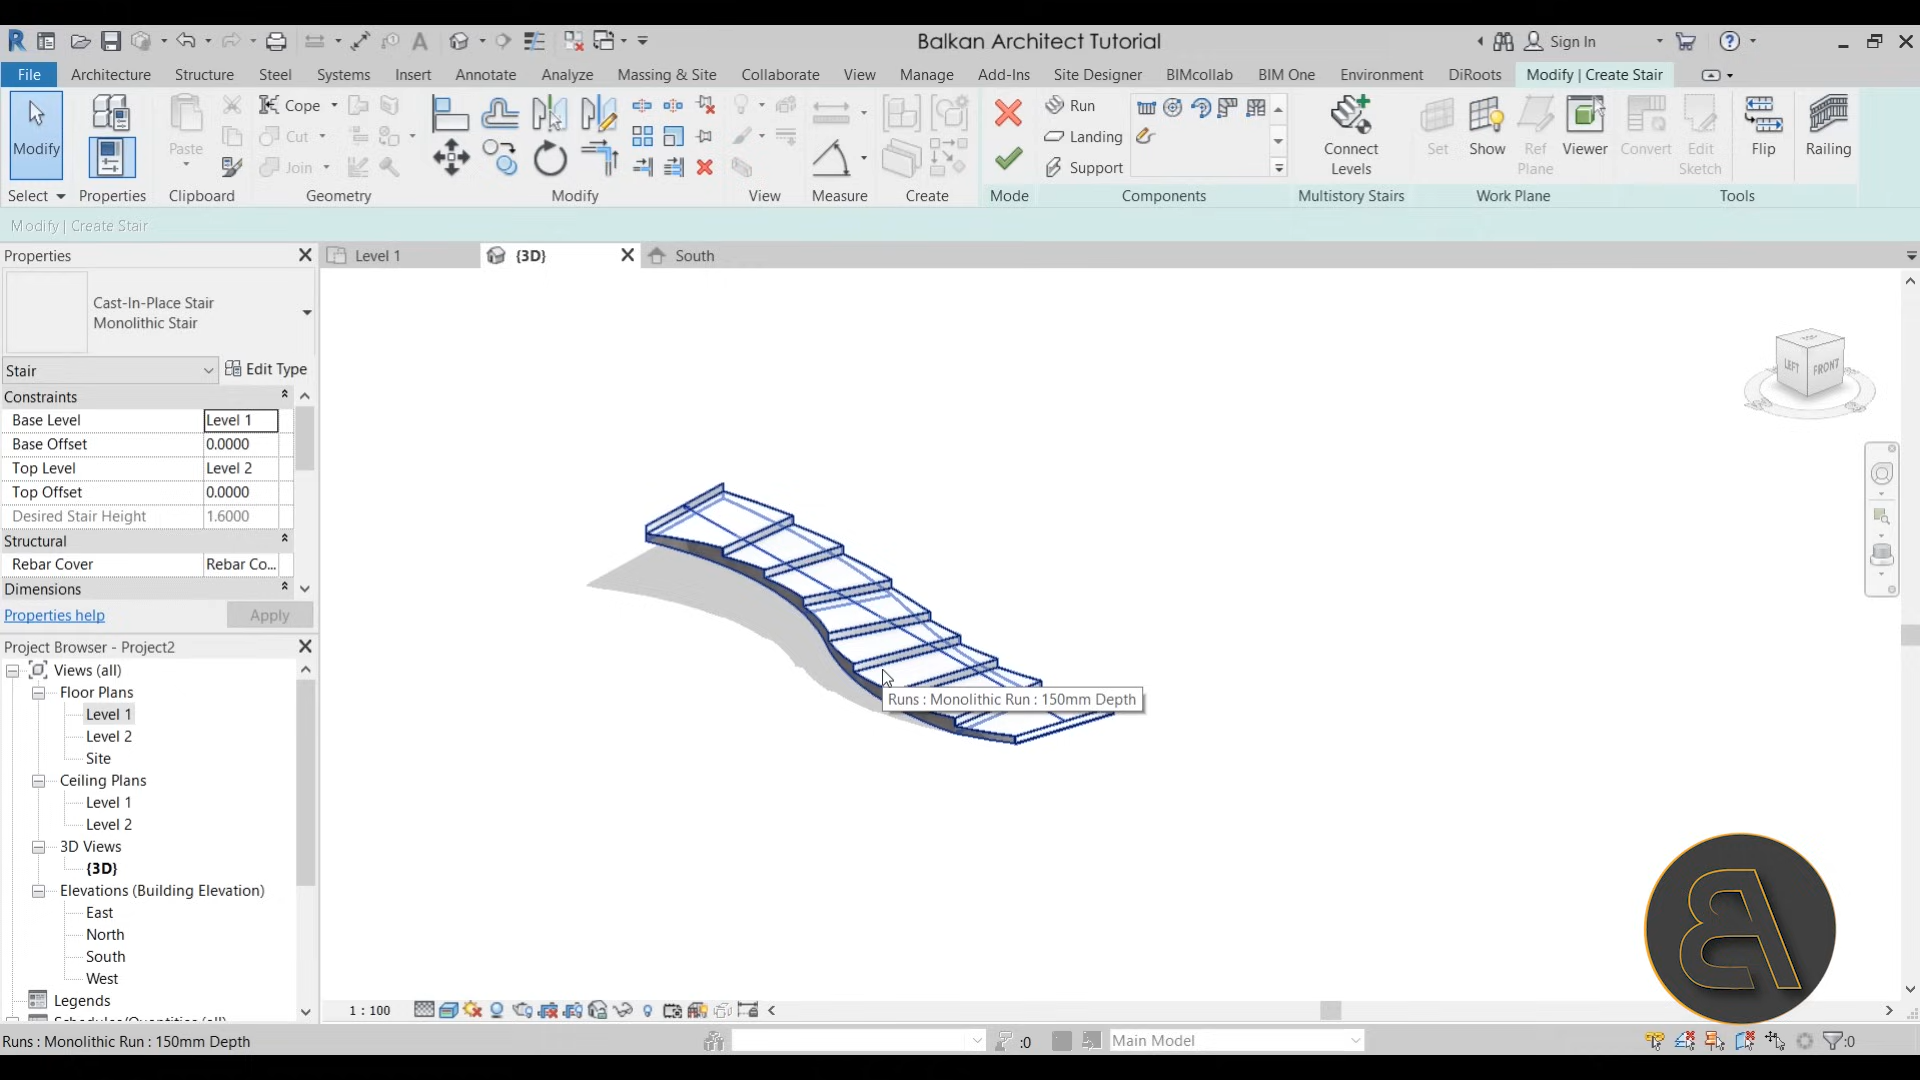 Balkan Architect Tutorial
Sign In
File Architecture Structure Steel Systems Insert Annotate Analyze Massing & Site Collaborate View Manage Add-Ins Site Designer BIMcollab BIM One Environment DiRoots Modify | Create Stair
Modify
Paste
Cope
Cut
Join
Run
Landing
Support
Connect Levels
Set
Show
Ref Plane
Viewer
Convert
Edit Sketch
Flip
Railing
Select Properties Clipboard Geometry Modify View Measure Create Mode Components Multistory Stairs Work Plane Tools
Modify | Create Stair
Properties
Level 1
{3D}
South
Cast-In-Place Stair
Monolithic Stair
Stair
Edit Type
Constraints
Base Level Level 1
Base Offset 0.0000
Top Level Level 2
Top Offset 0.0000
Desired Stair Height 1.6000
Structural
Rebar Cover Rebar Co...
Dimensions
Properties help
Apply
Project Browser - Project2
Views (all)
Floor Plans
Level 1
Level 2
Site
Ceiling Plans
Level 1
Level 2
3D Views
{3D}
Elevations (Building Elevation)
East
North
South
West
Legends
LEFT
FRONT
Runs : Monolithic Run : 150mm Depth
1 : 100
Runs : Monolithic Run : 150mm Depth
:0
Main Model
:0